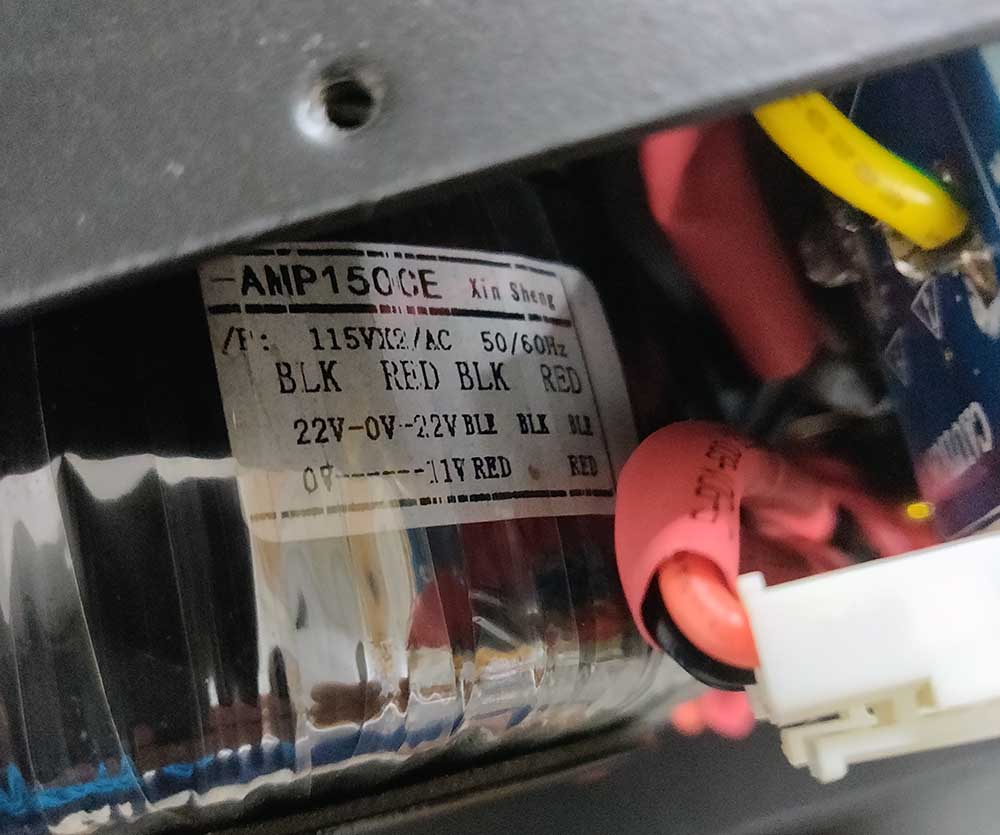 -AMP150CE Xin Sheng
/P: 115VX2/AC 50/60Hz
BLK RED BLK RED
22V-0V--22V BLE BLK BLE
0V------11V RED RED